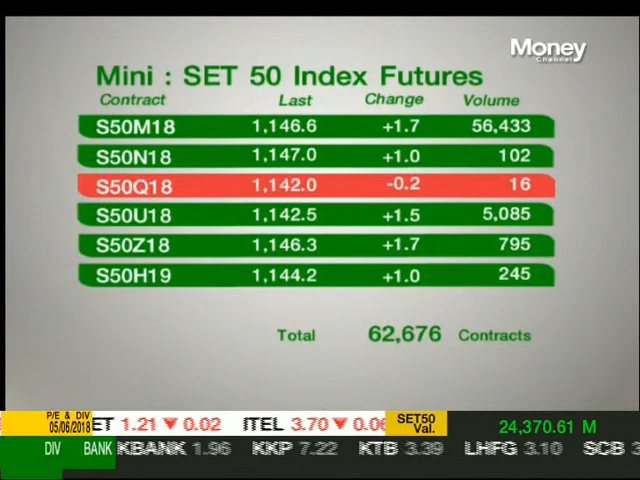 Money
Channel
Mini : SET 50 Index Futures
Contract Last Change Volume
S50M18 1,146.6 +1.7 56,433
S50N18 1,147.0 +1.0 102
S50Q18 1,142.0 -0.2 16
S50U18 1,142.5 +1.5 5,085
S50Z18 1,146.3 +1.7 795
S50H19 1,144.2 +1.0 245
Total 62,676 Contracts
P/E & DIV
05/06/2018
ET 1.21 ▼ 0.02 ITEL 3.70 ▼ 0.06
SET50
Val.
24,370.61 M
DIV BANK KBANK 1.96 KKP 7.22 KTB 3.39 LHFG 3.10 SCB